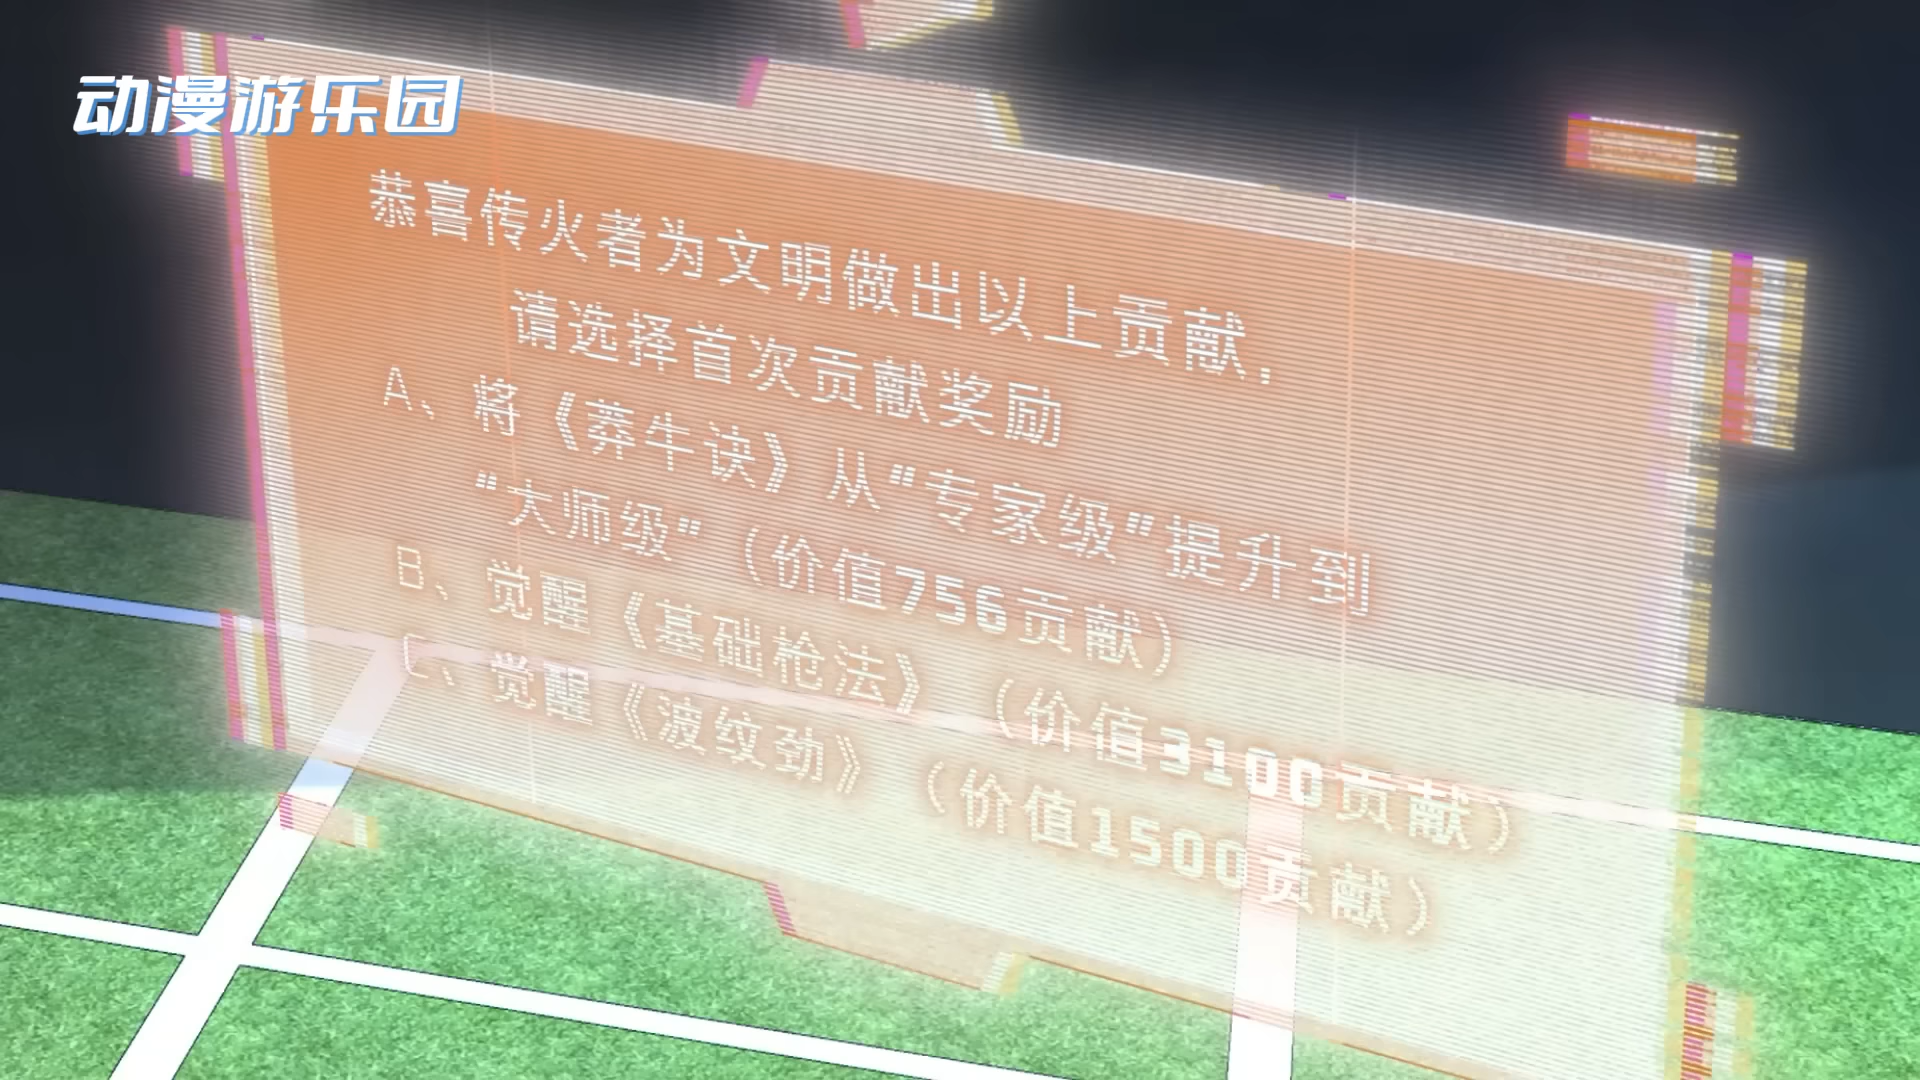 动漫游乐园
恭喜传火者为文明做出以上贡献，
请选择首次贡献奖励
A、将《莽牛诀》从“专家级”提升到
“大师级”（价值756贡献）
B、觉醒《基础枪法》（价值3100贡献）
C、觉醒《波纹劲》（价值1500贡献）